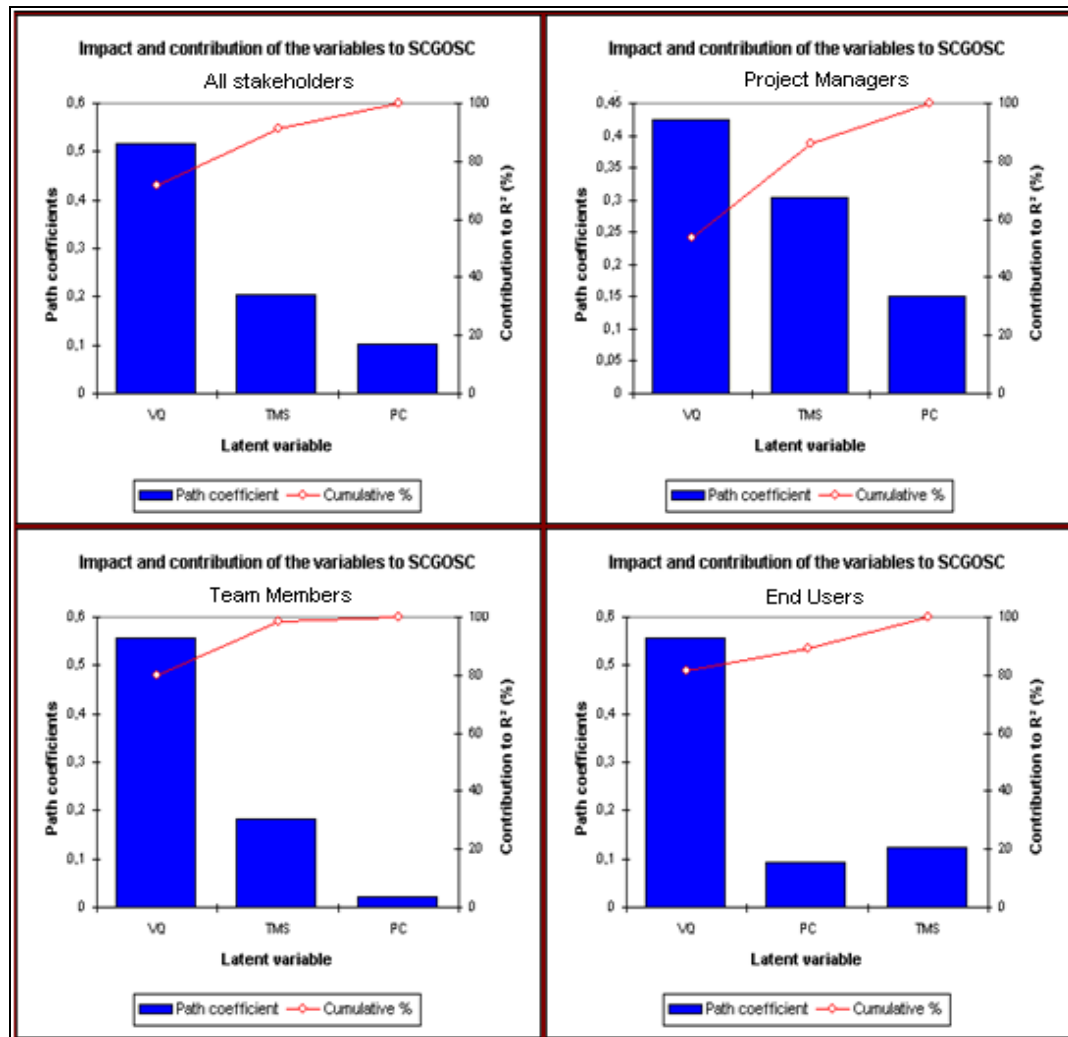 Impact and contribution of the variables to SCGOSC
All stakeholders
0,6
0,5
0,4
0,3
0,2
0,1
0
Path coefficients
100
80
60
40
20
0
Contribution to R² (%)
VQ
TMS
PC
Latent variable
Path coefficient
Cumulative %
Impact and contribution of the variables to SCGOSC
Project Managers
0,45
0,4
0,35
0,3
0,25
0,2
0,15
0,1
0,05
0
Path coefficients
100
80
60
40
20
0
Contribution to R² (%)
VQ
TMS
PC
Latent variable
Path coefficient
Cumulative %
Impact and contribution of the variables to SCGOSC
Team Members
0,6
0,5
0,4
0,3
0,2
0,1
0
Path coefficients
100
80
60
40
20
0
Contribution to R² (%)
VQ
TMS
PC
Latent variable
Path coefficient
Cumulative %
Impact and contribution of the variables to SCGOSC
End Users
0,6
0,5
0,4
0,3
0,2
0,1
0
Path coefficients
100
80
60
40
20
0
Contribution to R² (%)
VQ
PC
TMS
Latent variable
Path coefficient
Cumulative %